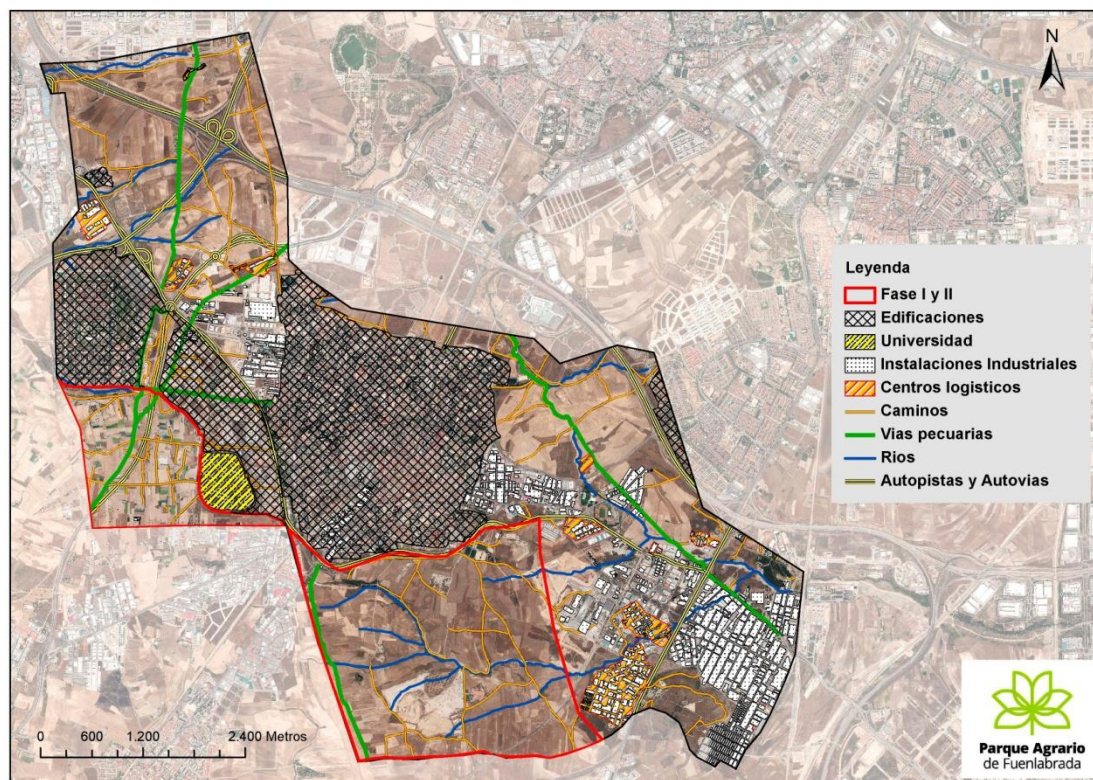 N
Leyenda
Fase I y II
Edificaciones
Universidad
Instalaciones Industriales
Centros logísticos
Caminos
Vias pecuarias
Rios
Autopistas y Autovias
0 600 1.200 2.400 Metros
Parque Agrario
de Fuenlabrada